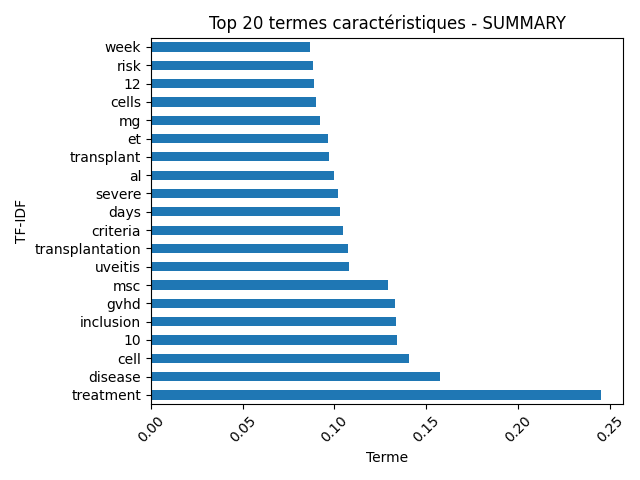 Top 20 termes caractéristiques - SUMMARY
week
risk
12
cells
mg
et
transplant
al
severe
days
criteria
transplantation
uveitis
msc
gvhd
inclusion
10
cell
disease
treatment
TF-IDF
0.00 0.05 0.10 0.15 0.20 0.25
Terme